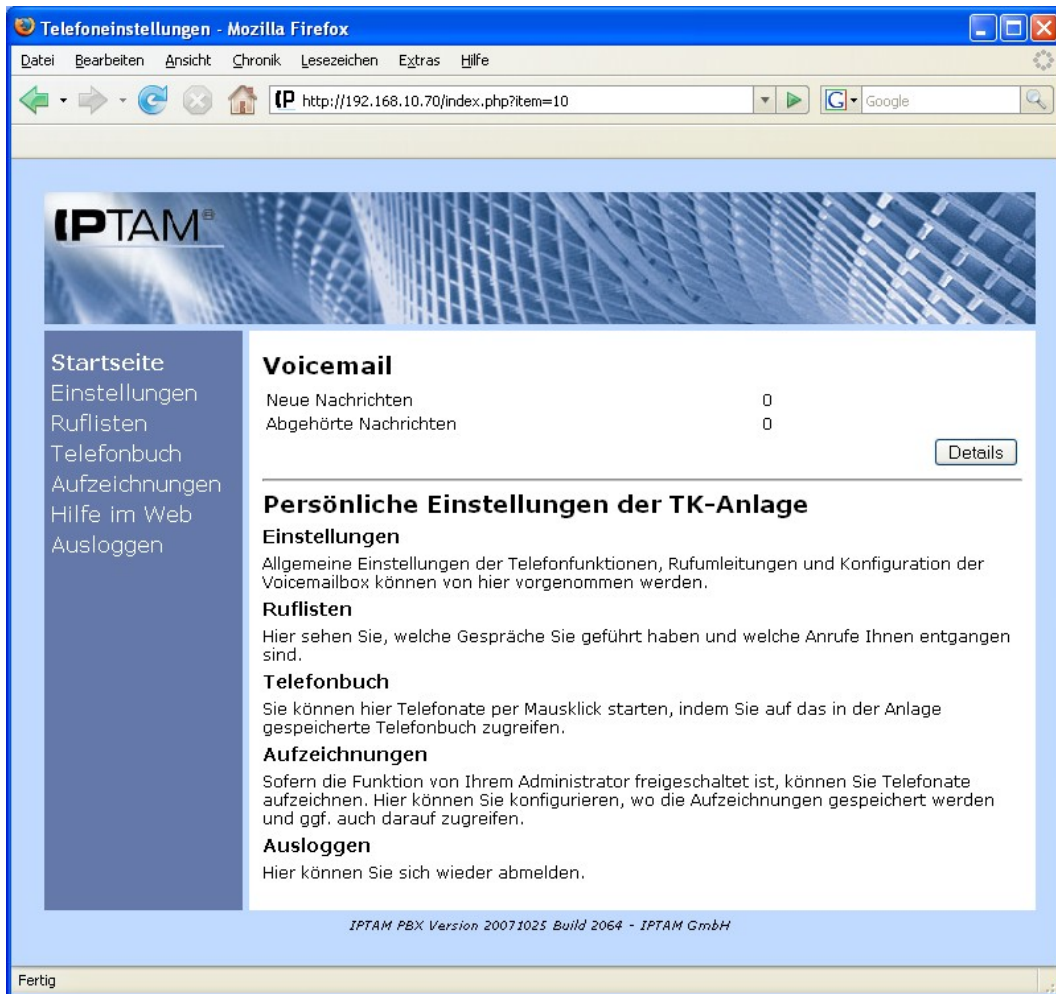 Telefoneinstellungen - Mozilla Firefox
Datei Bearbeiten Ansicht Chronik Lesezeichen Extras Hilfe
http://192.168.10.70/index.php?item=10
G Google
IPTAM®
Startseite
Einstellungen
Ruflisten
Telefonbuch
Aufzeichnungen
Hilfe im Web
Ausloggen
Voicemail
Neue Nachrichten 0
Abgehörte Nachrichten 0
Details
Persönliche Einstellungen der TK-Anlage
Einstellungen
Allgemeine Einstellungen der Telefonfunktionen, Rufumleitungen und Konfiguration der
Voicemailbox können von hier vorgenommen werden.
Ruflisten
Hier sehen Sie, welche Gespräche Sie geführt haben und welche Anrufe Ihnen entgangen
sind.
Telefonbuch
Sie können hier Telefonate per Mausklick starten, indem Sie auf das in der Anlage
gespeicherte Telefonbuch zugreifen.
Aufzeichnungen
Sofern die Funktion von Ihrem Administrator freigeschaltet ist, können Sie Telefonate
aufzeichnen. Hier können Sie konfigurieren, wo die Aufzeichnungen gespeichert werden
und ggf. auch darauf zugreifen.
Ausloggen
Hier können Sie sich wieder abmelden.
IPTAM PBX Version 20071025 Build 2064 - IPTAM GmbH
Fertig